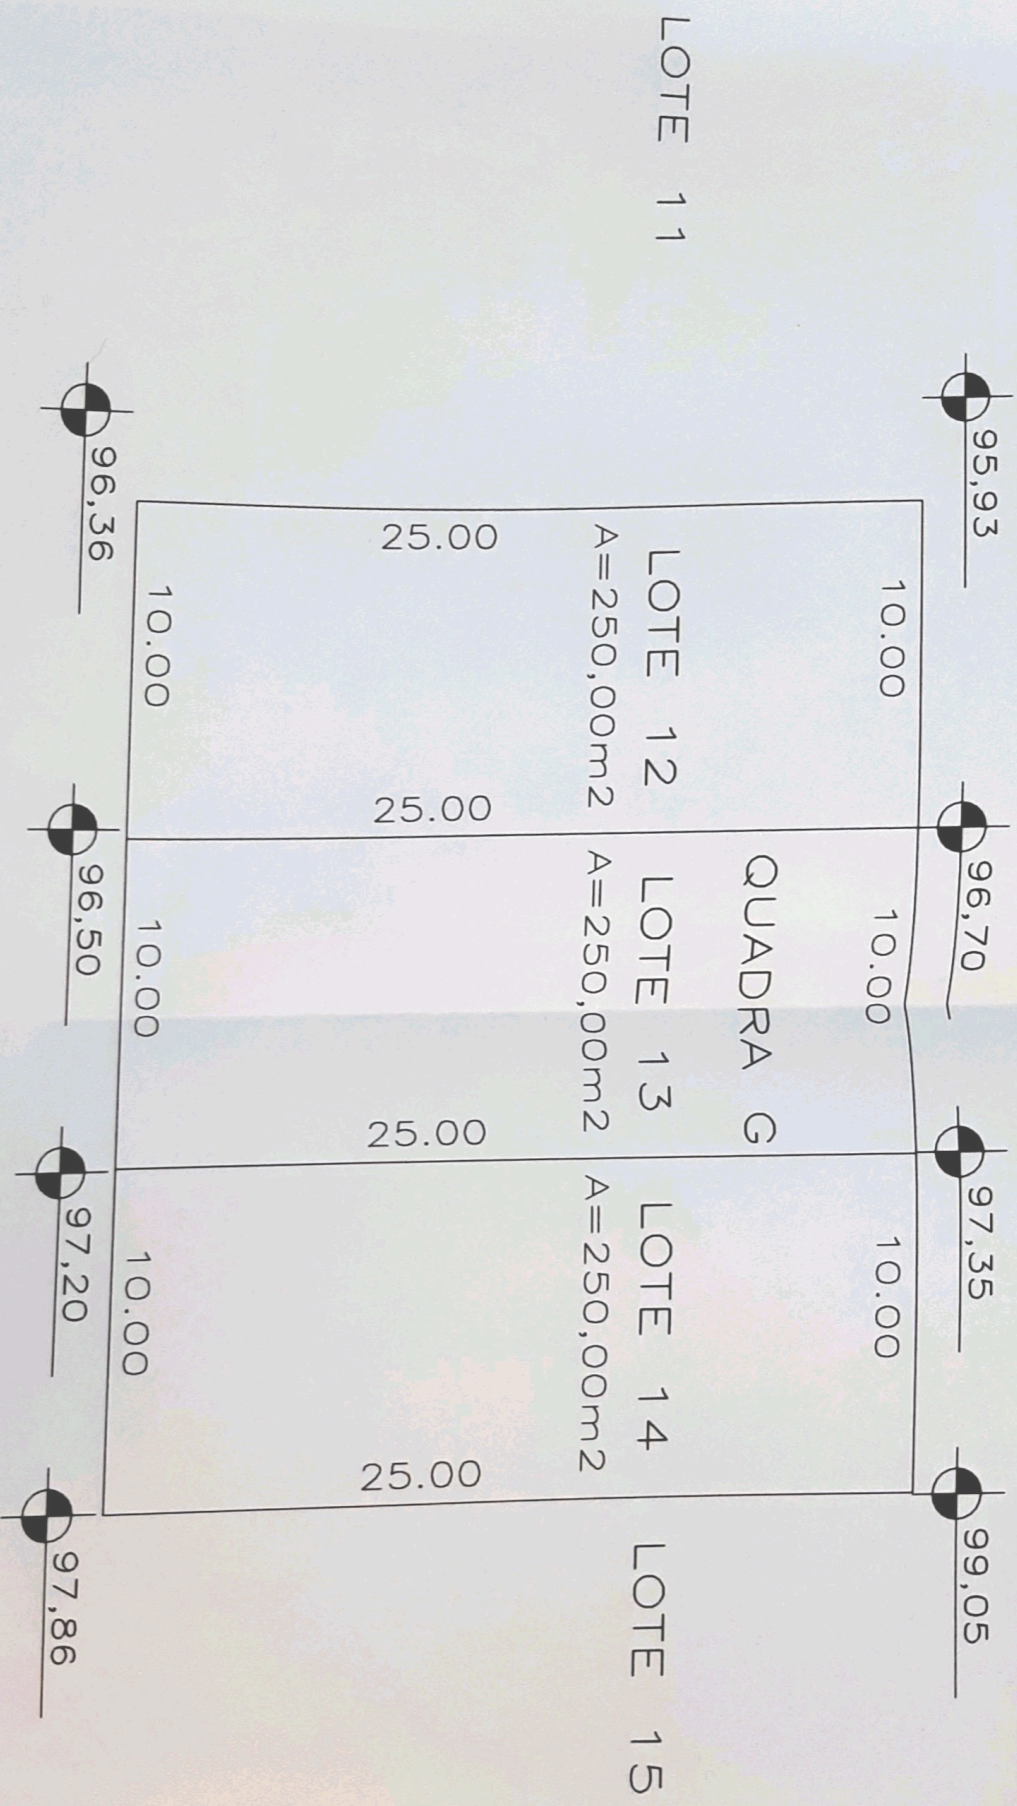 95,93
96,70
97,35
99,05
10.00
10.00
10.00
QUADRA G
LOTE 11
LOTE 12
A=250,00m2
LOTE 13
A=250,00m2
LOTE 14
A=250,00m2
LOTE 15
25.00
25.00
25.00
25.00
10.00
10.00
10.00
96,36
96,50
97,20
97,86